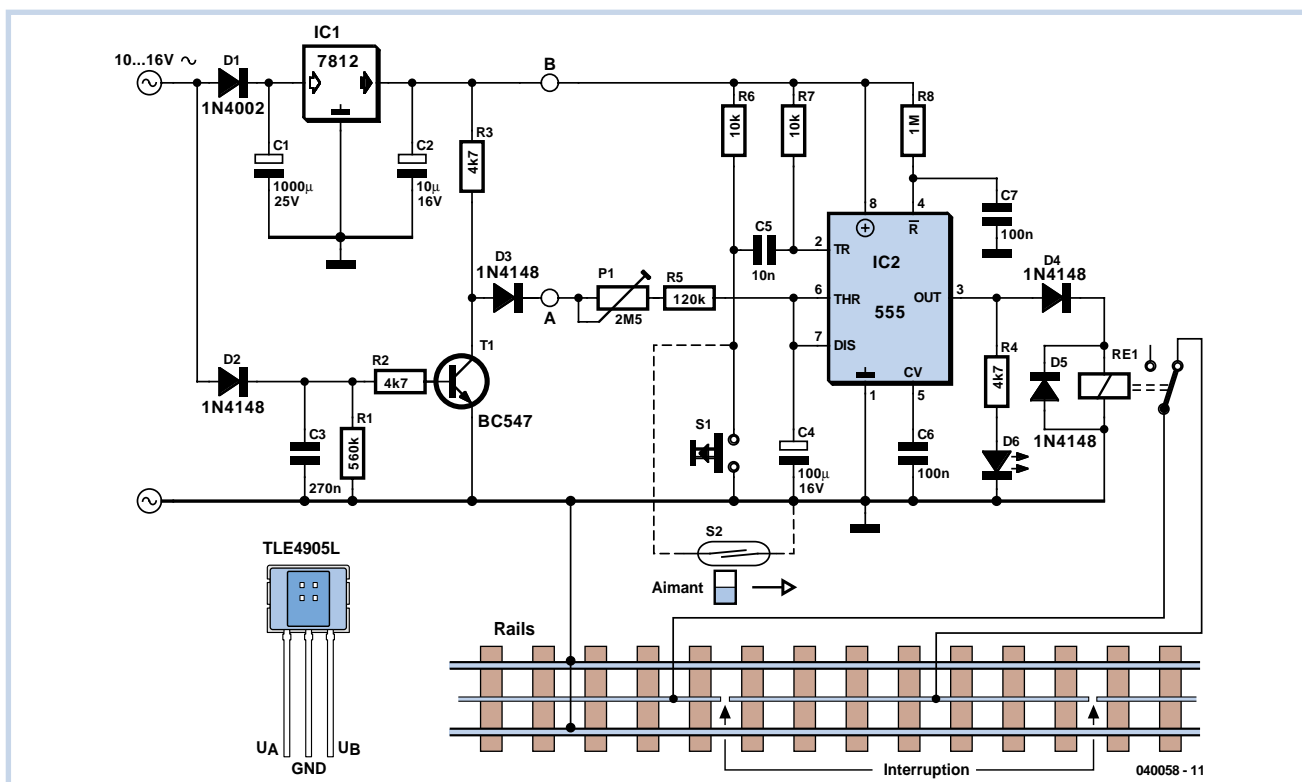 IC1
7812
10...16V ~
D1
1N4002
B
C1
1000µ
25V
C2
10µ
16V
R3
4k7
R6
10k
R7
10k
R8
1M
8
4
R
C7
100n
C5
10n
2
TR
IC2
D3
1N4148
A
P1
2M5
R5
120k
6
THR
OUT
3
555
7
DIS
CV
1
5
D4
1N4148
RE1
D5
1N4148
R4
4k7
D6
D2
1N4148
R2
4k7
T1
BC547
C3
270n
R1
560k
S1
C4
100µ
16V
C6
100n
S2
Aimant
TLE4905L
UA
GND
UB
Rails
Interruption
040058 - 11